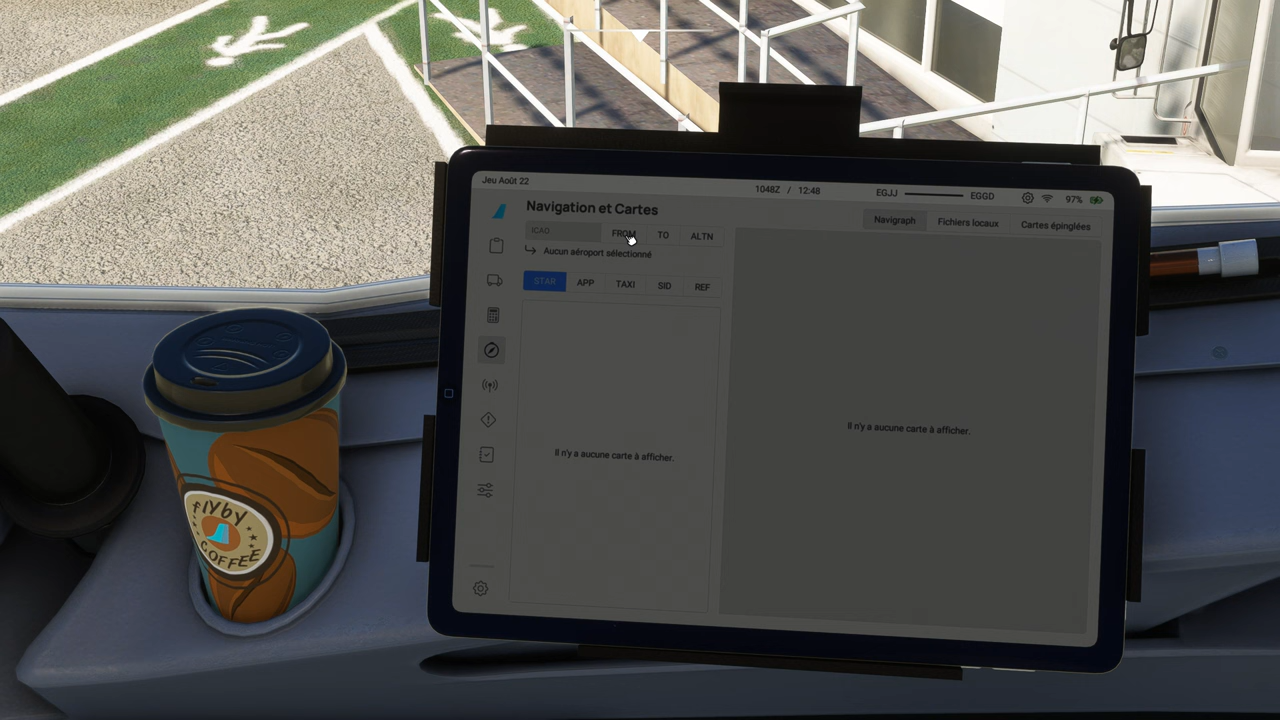 Jeu Août 22
1048Z / 12:48
EGJJ
EGGD
97%
Navigation et Cartes
Navigraph
Fichiers locaux
Cartes épinglées
ICAO
FROM
TO
ALTN
Aucun aéroport sélectionné
STAR
APP
TAXI
SID
REF
Il n'y a aucune carte à afficher.
Il n'y a aucune carte à afficher.
flyby
COFFEE